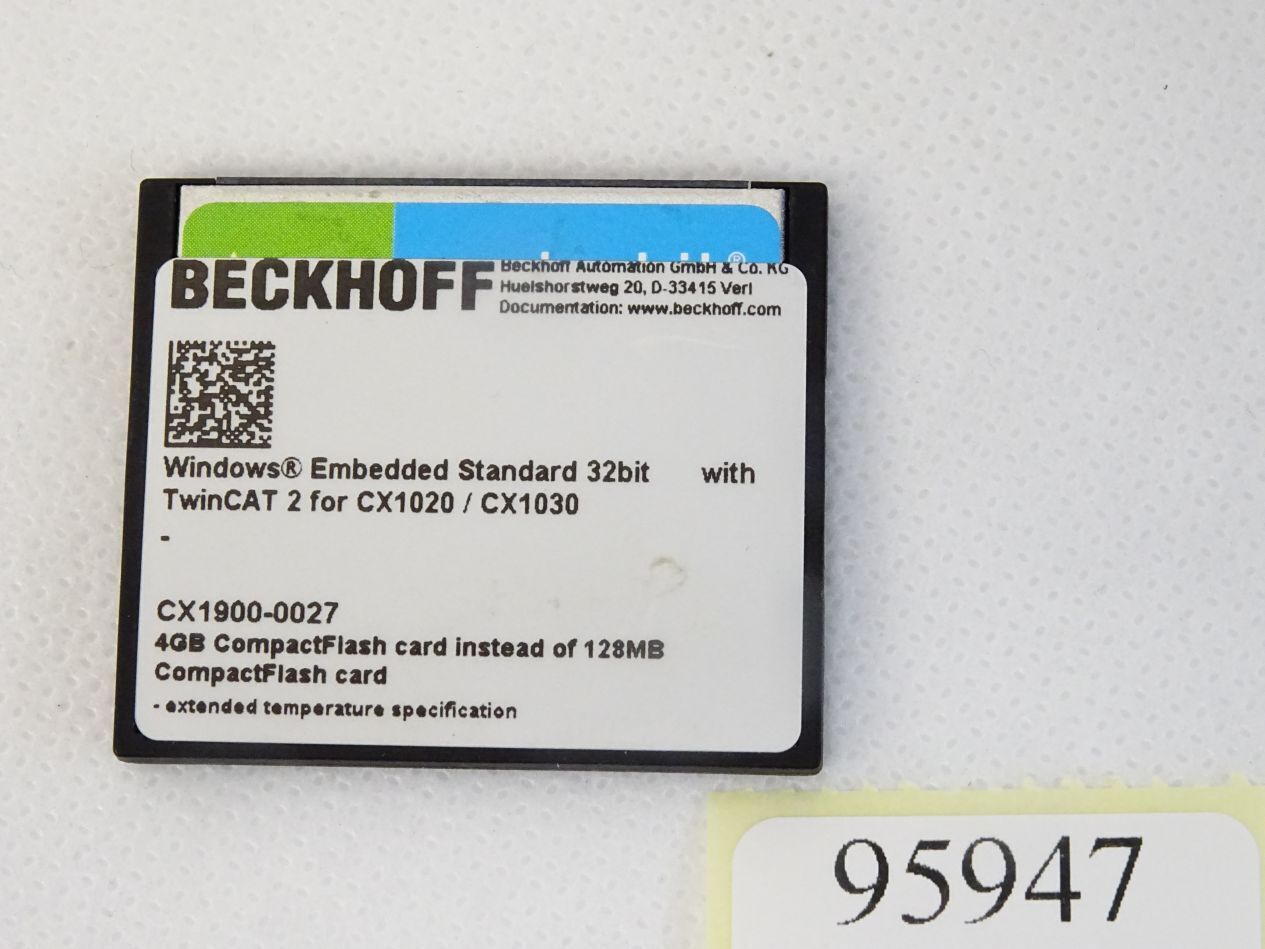 BECKHOFF
Beckhoff Automation GmbH & Co. KG
Huelshorstweg 20, D-33415 Verl
Documentation: www.beckhoff.com
Windows® Embedded Standard 32bit with
TwinCAT 2 for CX1020 / CX1030
-
CX1900-0027
4GB CompactFlash card instead of 128MB
CompactFlash card
- extended temperature specification
95947